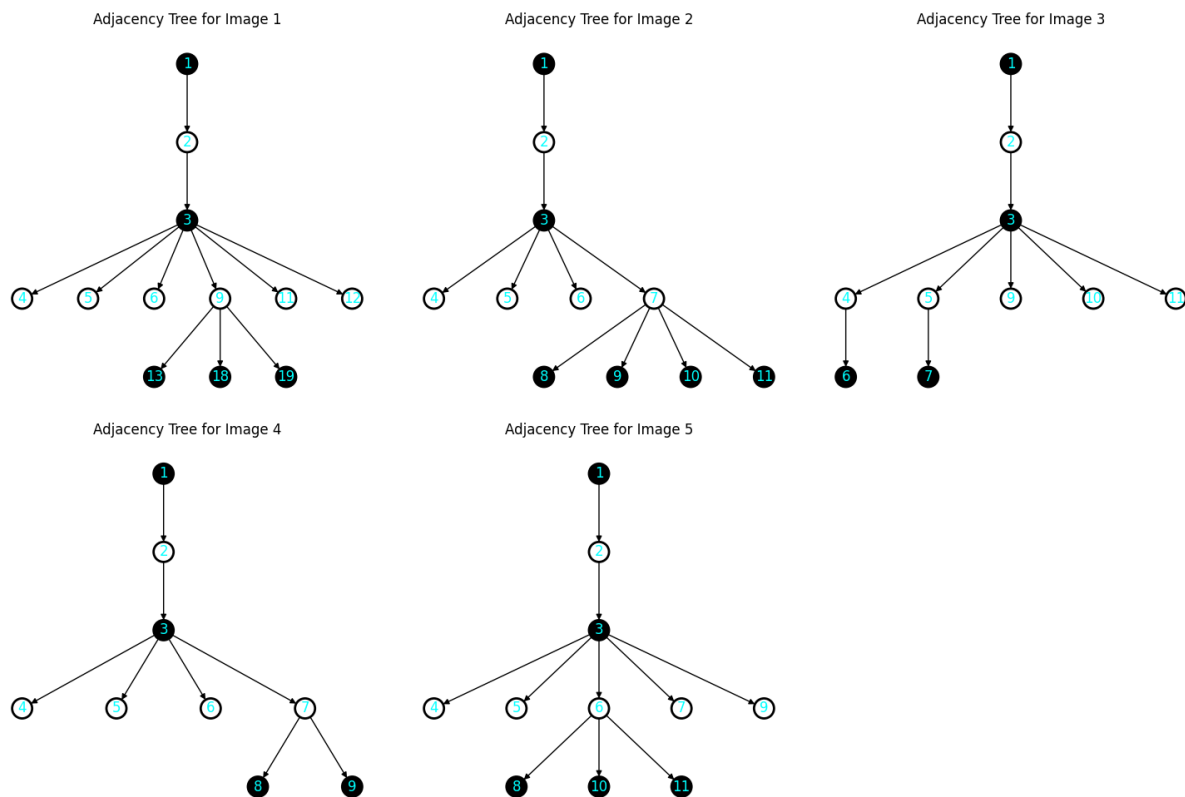 Adjacency Tree for Image 1
1
2
3
4 5 6 9 11 12
13 18 19
Adjacency Tree for Image 2
1
2
3
4 5 6 7
8 9 10 11
Adjacency Tree for Image 3
1
2
3
4 5 9 10 11
6 7
Adjacency Tree for Image 4
1
2
3
4 5 6 7
8 9
Adjacency Tree for Image 5
1
2
3
4 5 6 7 9
8 10 11